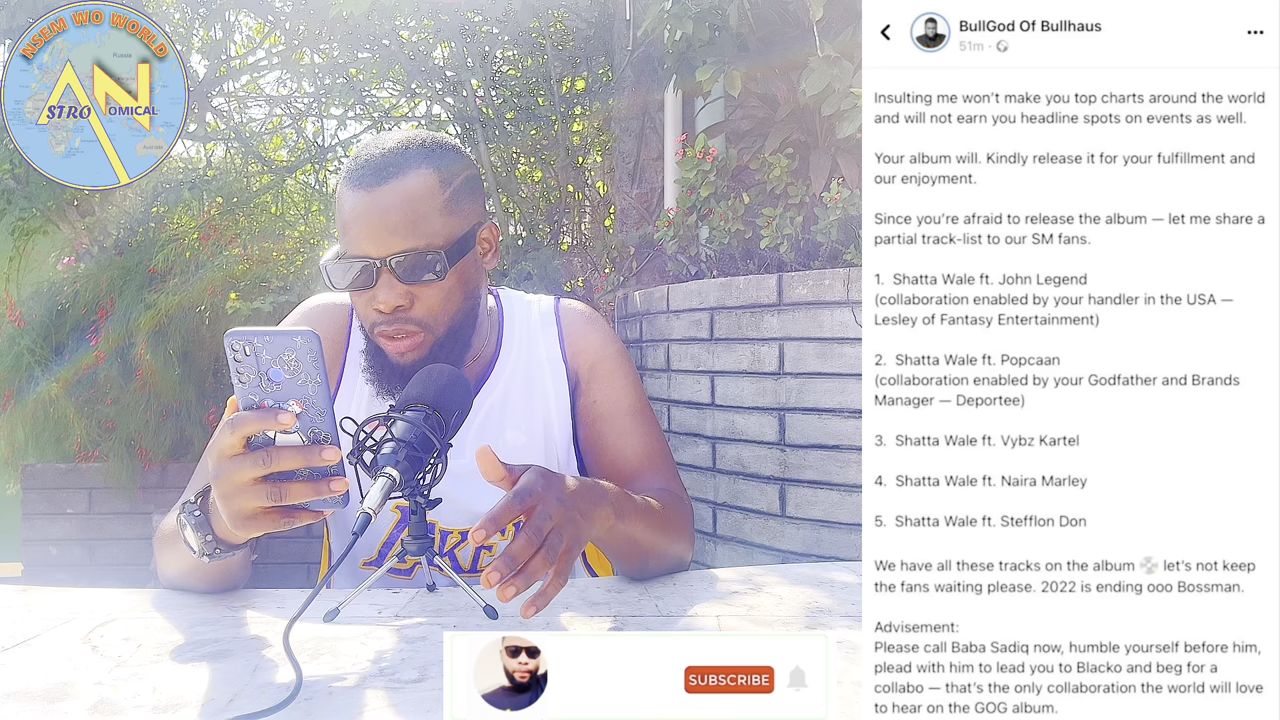 NSEM WO WORLD
AN
STRO OMICAL
Russia
LAKE
SUBSCRIBE
BullGod Of Bullhaus
51m ·
Insulting me won't make you top charts around the world
and will not earn you headline spots on events as well.
Your album will. Kindly release it for your fulfillment and
our enjoyment.
Since you're afraid to release the album — let me share a
partial track-list to our SM fans.
1. Shatta Wale ft. John Legend
(collaboration enabled by your handler in the USA —
Lesley of Fantasy Entertainment)
2. Shatta Wale ft. Popcaan
(collaboration enabled by your Godfather and Brands
Manager — Deportee)
3. Shatta Wale ft. Vybz Kartel
4. Shatta Wale ft. Naira Marley
5. Shatta Wale ft. Stefflon Don
We have all these tracks on the album let's not keep
the fans waiting please. 2022 is ending ooo Bossman.
Advisement:
Please call Baba Sadiq now, humble yourself before him,
plead with him to lead you to Blacko and beg for a
collabo — that's the only collaboration the world will love
to hear on the GOG album.